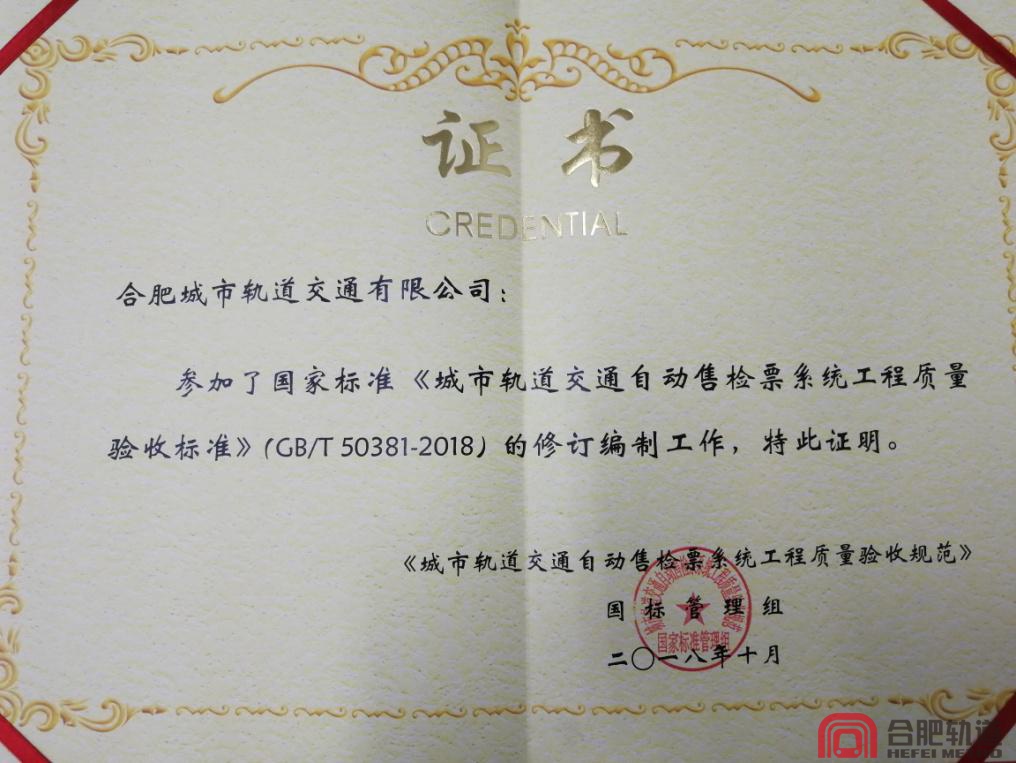 证书
CREDENTIAL
合肥城市轨道交通有限公司：
参加了国家标准《城市轨道交通自动售检票系统工程质量
验收标准》（GB/T 50381-2018）的修订编制工作，特此证明。
《城市轨道交通自动售检票系统工程质量验收规范》
国标管理组
国家标准管理组
二〇一八年十月
合肥轨道
HEFEI METRO